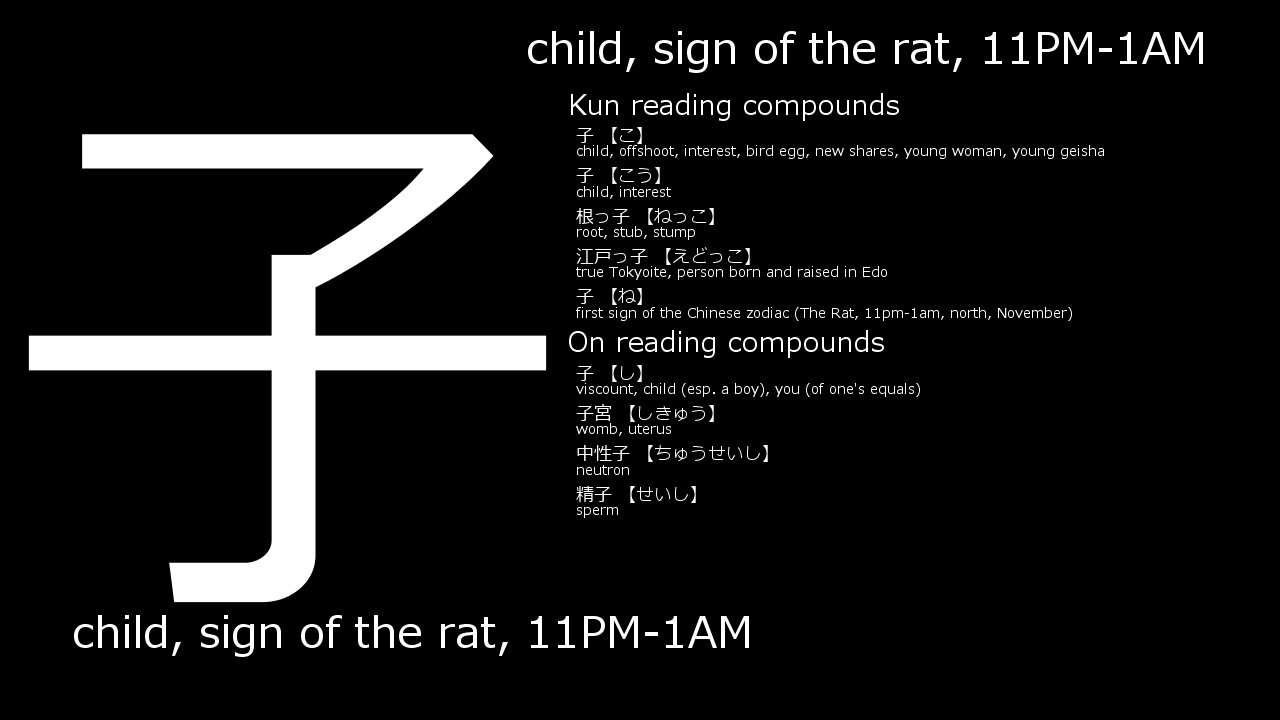 子
child, sign of the rat, 11PM-1AM
Kun reading compounds
子 【こ】
child, offshoot, interest, bird egg, new shares, young woman, young geisha
子 【こう】
child, interest
根っ子 【ねっこ】
root, stub, stump
江戸っ子 【えどっこ】
true Tokyoite, person born and raised in Edo
子 【ね】
first sign of the Chinese zodiac (The Rat, 11pm-1am, north, November)
On reading compounds
子 【し】
viscount, child (esp. a boy), you (of one's equals)
子宮 【しきゅう】
womb, uterus
中性子 【ちゅうせいし】
neutron
精子 【せいし】
sperm
child, sign of the rat, 11PM-1AM